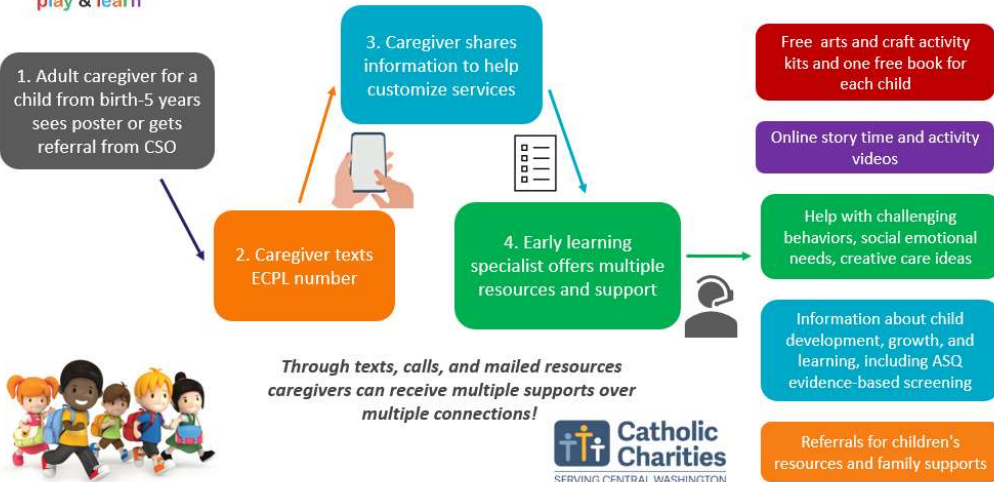 play & learn
1. Adult caregiver for a
child from birth-5 years
sees poster or gets
referral from CSO
2. Caregiver texts
ECPL number
3. Caregiver shares
information to help
customize services
4. Early learning
specialist offers multiple
resources and support
Free arts and craft activity
kits and one free book for
each child
Online story time and activity
videos
Help with challenging
behaviors, social emotional
needs, creative care ideas
Information about child
development, growth, and
learning, including ASQ
evidence-based screening
Referrals for children's
resources and family supports
Through texts, calls, and mailed resources
caregivers can receive multiple supports over
multiple connections!
Catholic
Charities
SERVING CENTRAL WASHINGTON